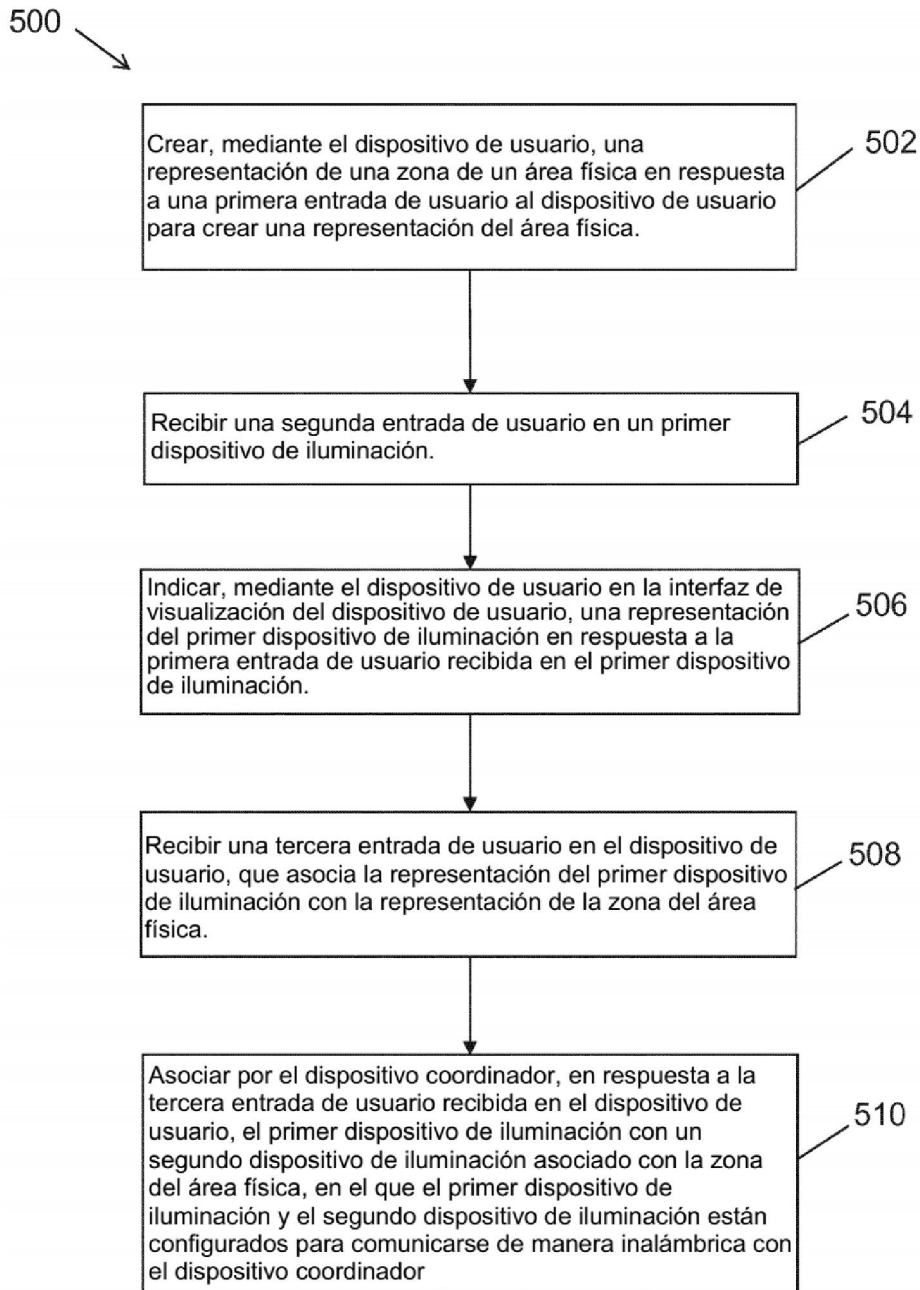 500
Crear, mediante el dispositivo de usuario, una
representación de una zona de un área física en respuesta
a una primera entrada de usuario al dispositivo de usuario
para crear una representación del área física.
502
Recibir una segunda entrada de usuario en un primer
dispositivo de iluminación.
504
Indicar, mediante el dispositivo de usuario en la interfaz de
visualización del dispositivo de usuario, una representación
del primer dispositivo de iluminación en respuesta a la
primera entrada de usuario recibida en el primer dispositivo
de iluminación.
506
Recibir una tercera entrada de usuario en el dispositivo de
usuario, que asocia la representación del primer dispositivo
de iluminación con la representación de la zona del área
física.
508
Asociar por el dispositivo coordinador, en respuesta a la
tercera entrada de usuario recibida en el dispositivo de
usuario, el primer dispositivo de iluminación con un
segundo dispositivo de iluminación asociado con la zona
del área física, en el que el primer dispositivo de
iluminación y el segundo dispositivo de iluminación están
configurados para comunicarse de manera inalámbrica con
el dispositivo coordinador
510